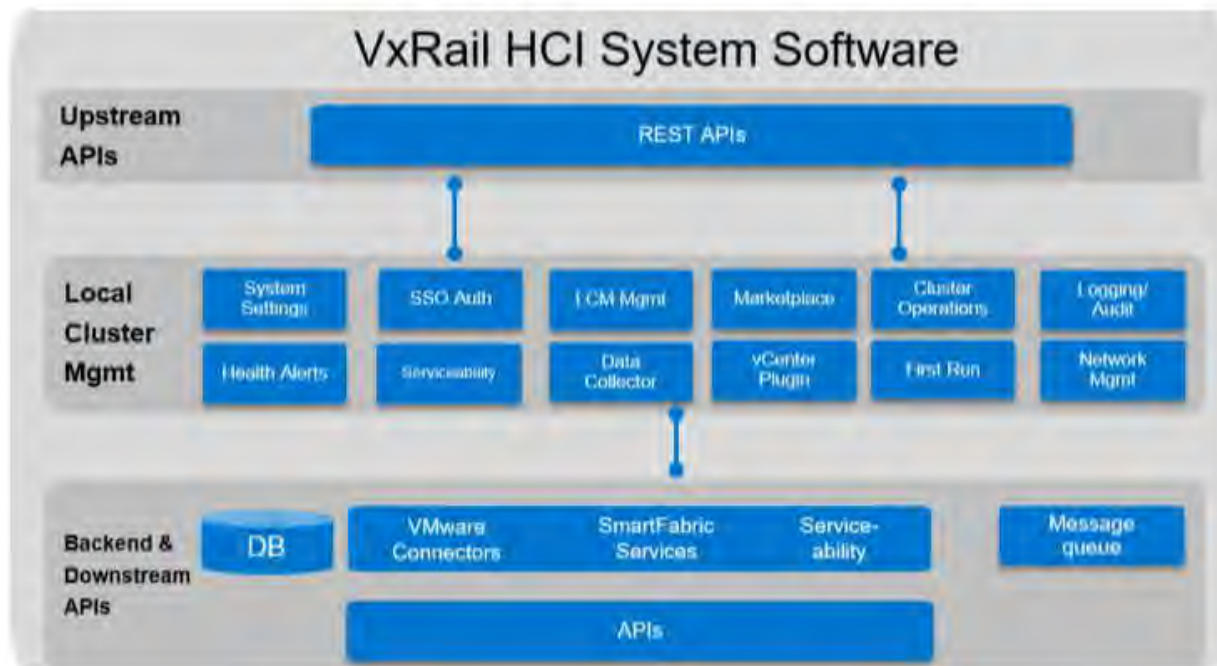 VxRail HCI System Software
Upstream
APIs
REST APIs
Local
Cluster
Mgmt
System
Settings
SSO Auth
LCM Mgmt
Marketplace
Cluster
Operations
Logging/
Audit
Health Alerts
Serviceability
Data
Collector
vCenter
Plugin
First Run
Network
Mgmt
Backend &
Downstream
APIs
DB
VMware
Connectors
SmartFabric
Services
Service-
ability
Message
queue
APIs